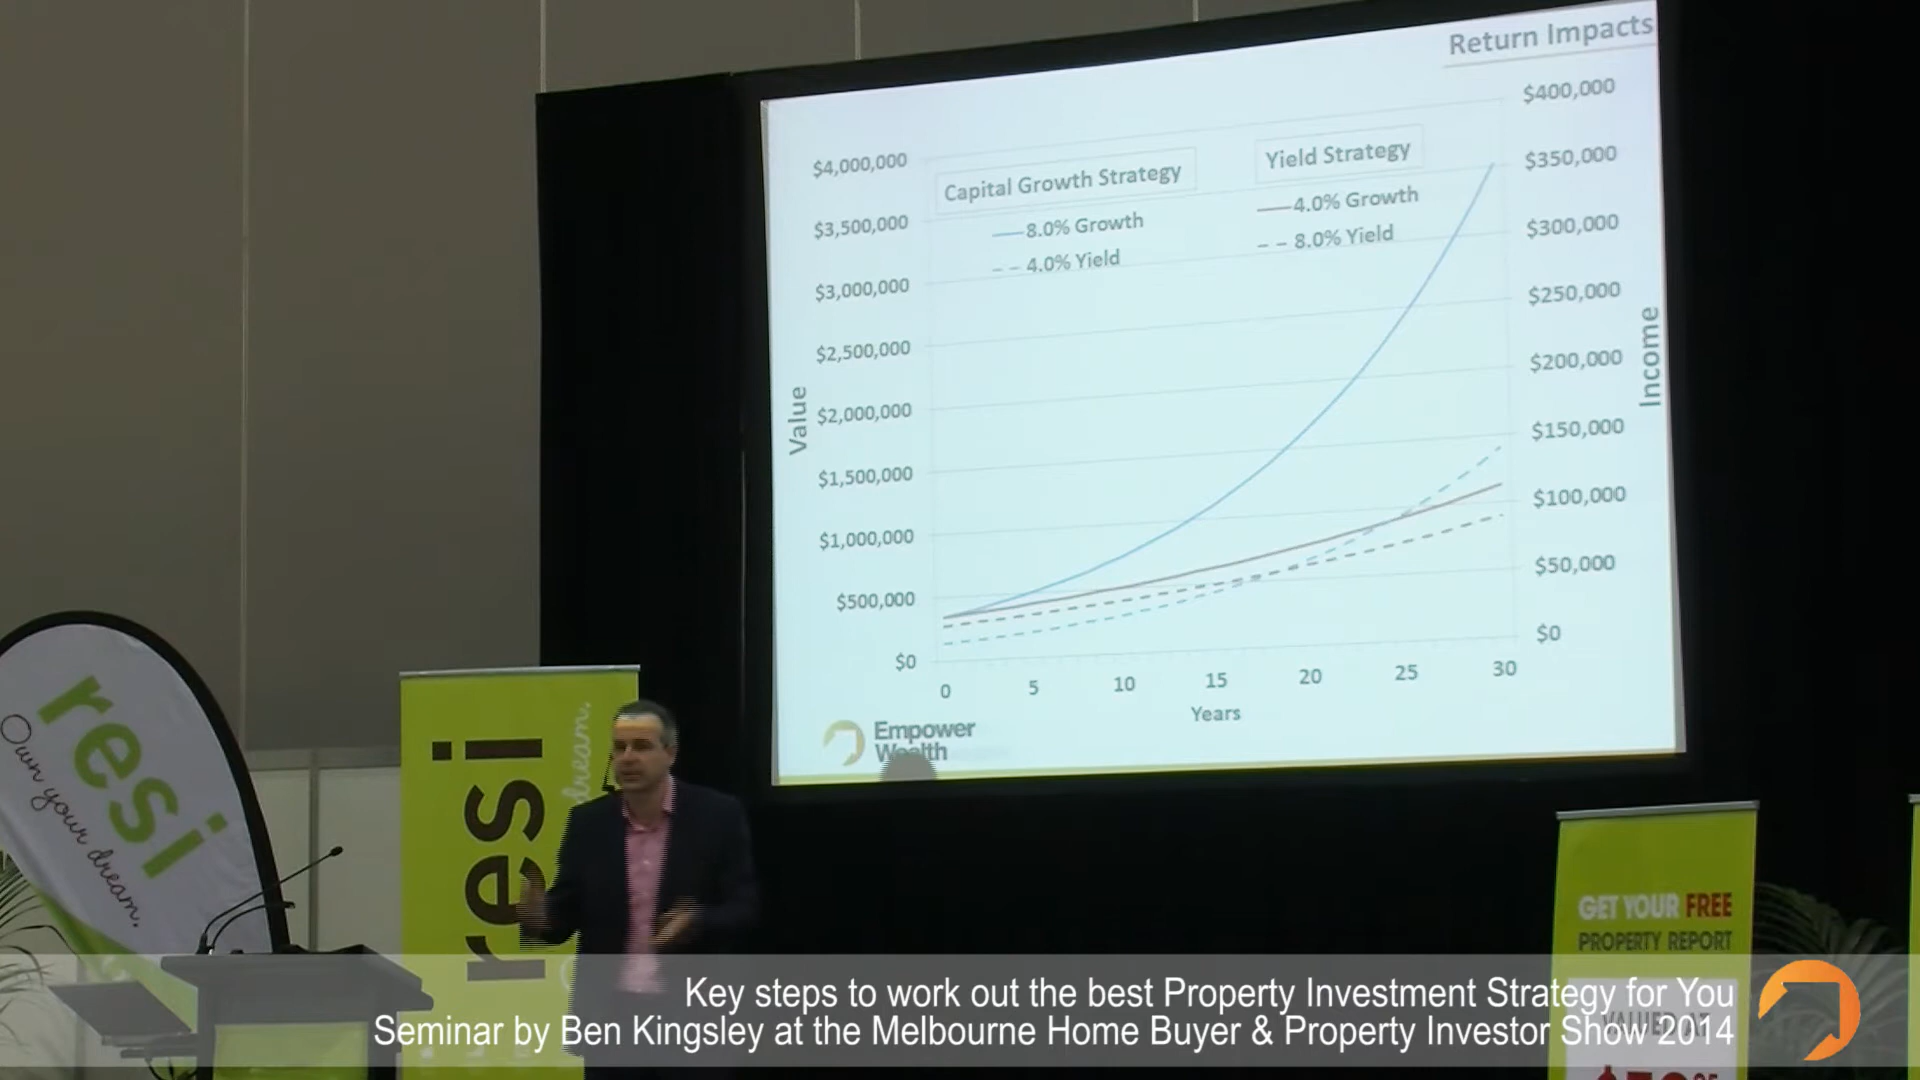 Return Impacts
$400,000
$350,000
$300,000
$250,000
$200,000
$150,000
$100,000
$50,000
$0
Income
$4,000,000
$3,500,000
$3,000,000
$2,500,000
$2,000,000
$1,500,000
$1,000,000
$500,000
$0
Value
Capital Growth Strategy
8.0% Growth
4.0% Yield
Yield Strategy
4.0% Growth
8.0% Yield
0 5 10 15 20 25 30
Years
Empower
Wealth
resi
Own your dream.
resi
dream.
GET YOUR FREE
PROPERTY REPORT
VALUED AT
Key steps to work out the best Property Investment Strategy for You
Seminar by Ben Kingsley at the Melbourne Home Buyer & Property Investor Show 2014